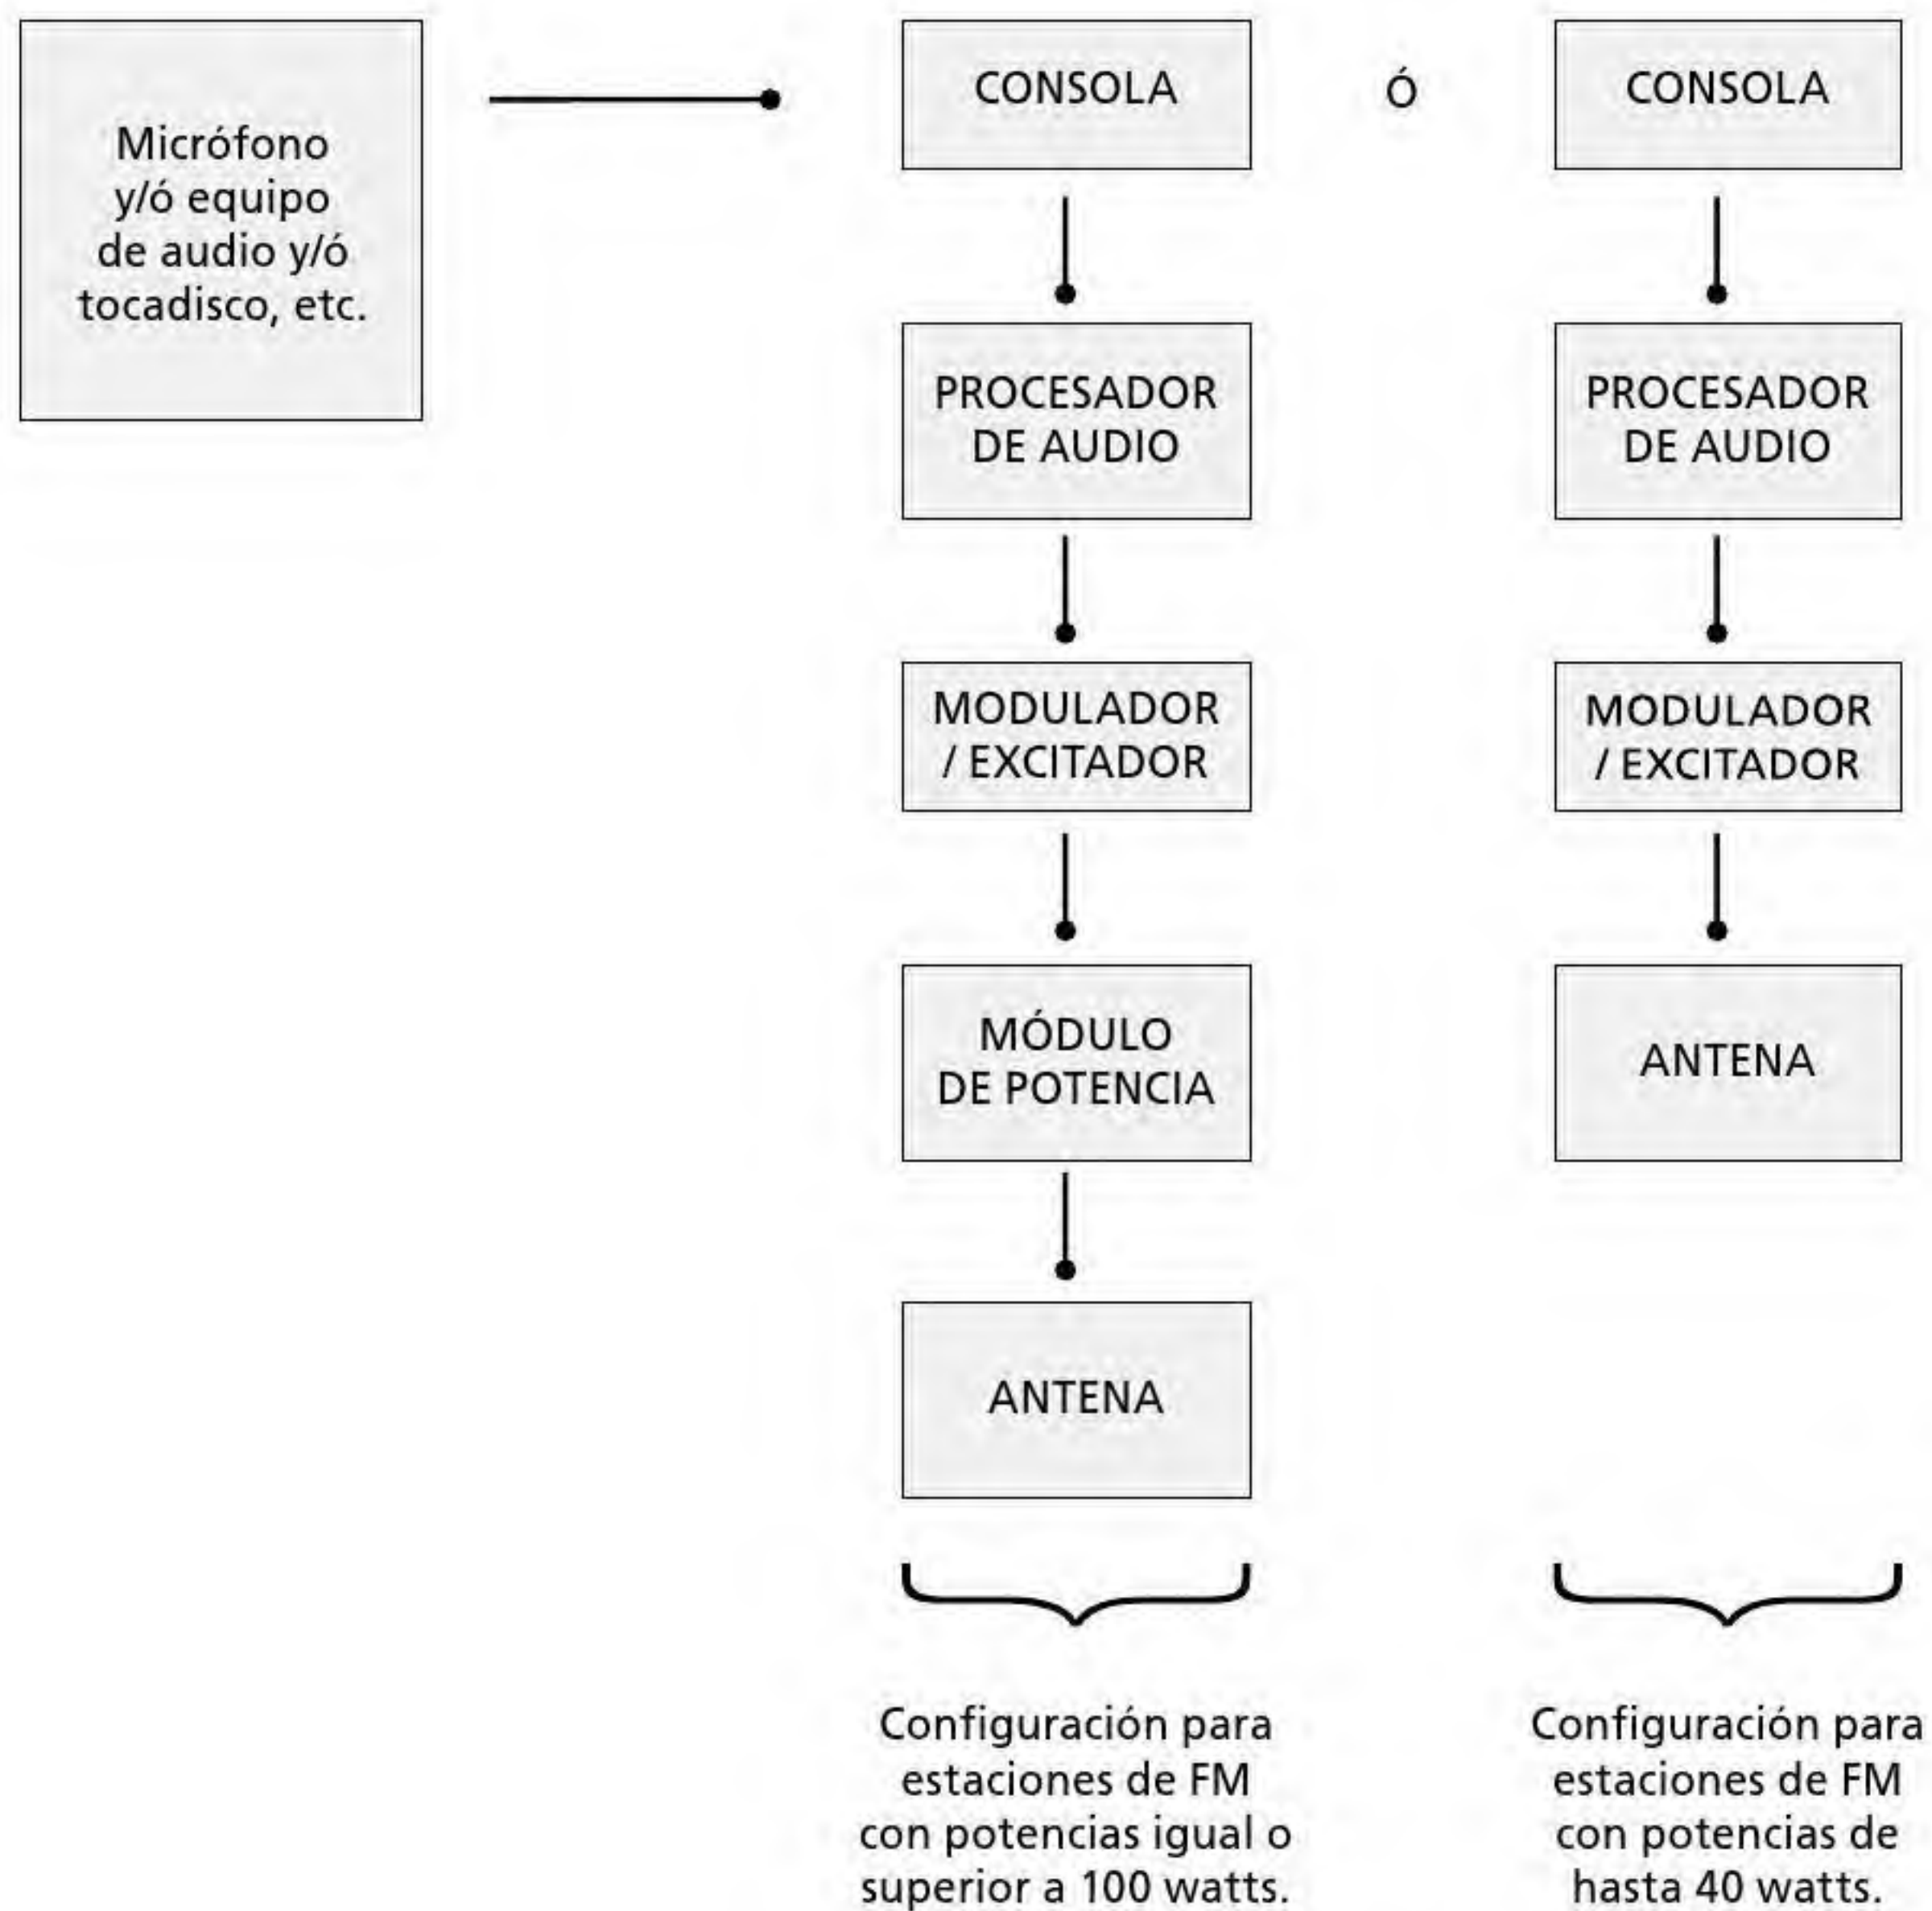 Micrófono
y/ó equipo
de audio y/ó
tocadisco, etc.
CONSOLA
PROCESADOR
DE AUDIO
MODULADOR
/ EXCITADOR
MÓDULO
DE POTENCIA
ANTENA
Configuración para
estaciones de FM
con potencias igual o
superior a 100 watts.
Ó
CONSOLA
PROCESADOR
DE AUDIO
MODULADOR
/ EXCITADOR
ANTENA
Configuración para
estaciones de FM
con potencias de
hasta 40 watts.